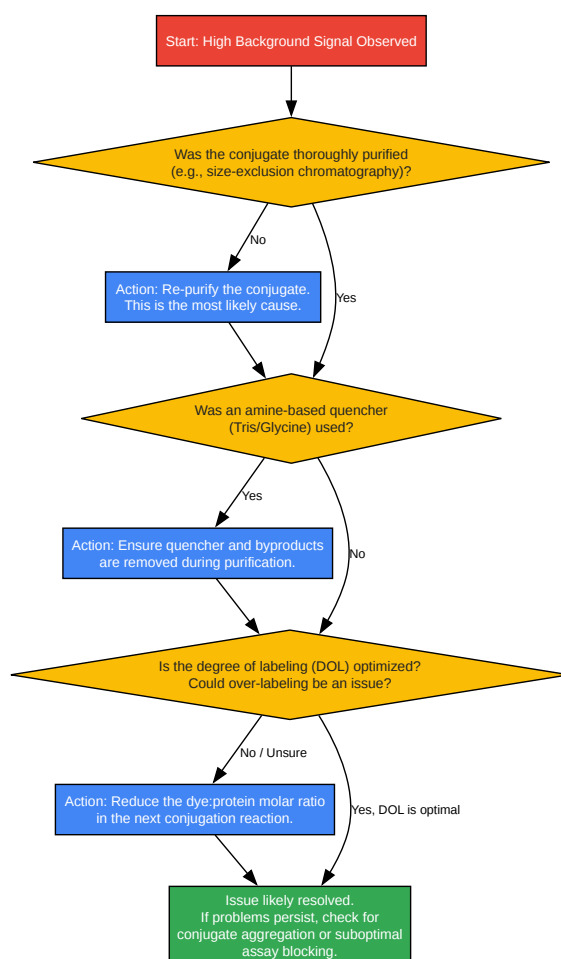 Start: High Background Signal Observed
Was the conjugate thoroughly purified
(e.g., size-exclusion chromatography)?
No
Action: Re-purify the conjugate.
This is the most likely cause.
Yes
Was an amine-based quencher
(Tris/Glycine) used?
Yes
Action: Ensure quencher and byproducts
are removed during purification.
No
Is the degree of labeling (DOL) optimized?
Could over-labeling be an issue?
No / Unsure
Action: Reduce the dye:protein molar ratio
in the next conjugation reaction.
Yes, DOL is optimal
Issue likely resolved.
If problems persist, check for
conjugate aggregation or suboptimal
assay blocking.